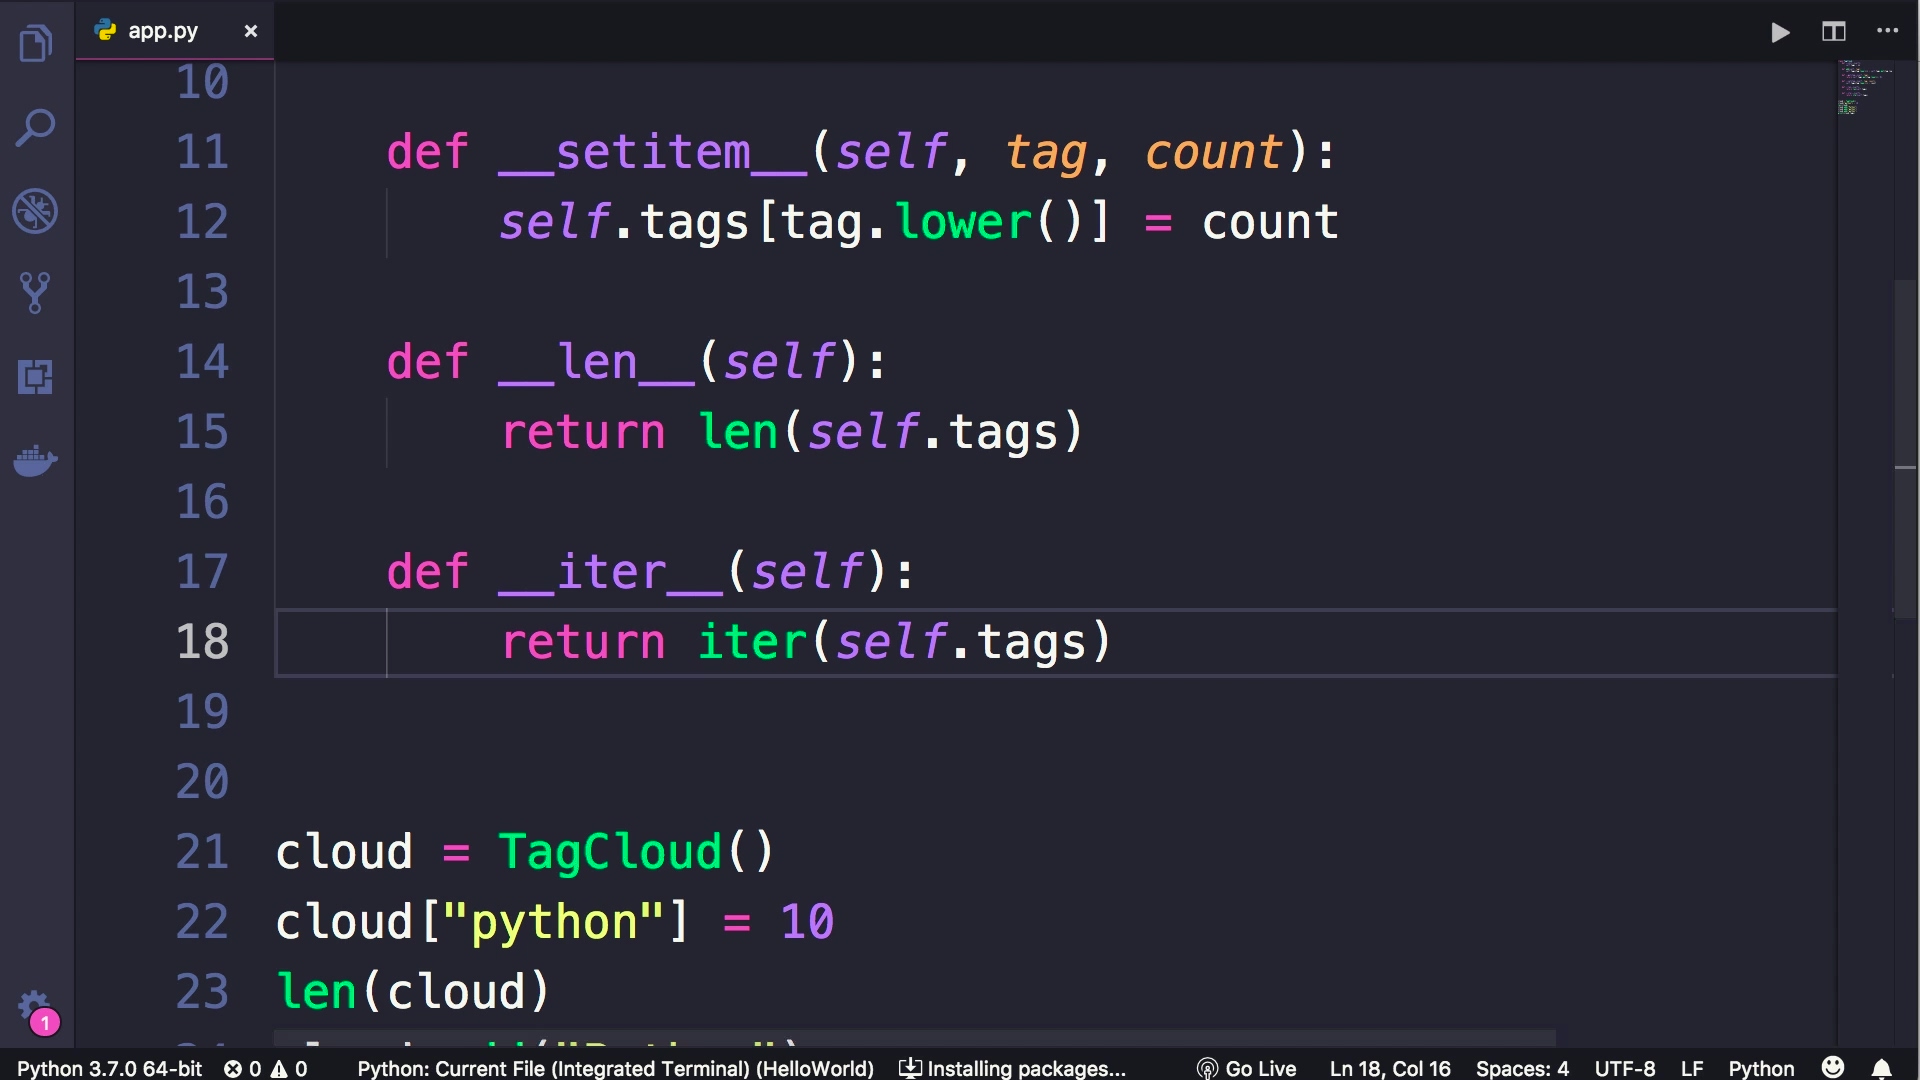 app.py
10
11 def __setitem__(self, tag, count):
12 self.tags[tag.lower()] = count
13
14 def __len__(self):
15 return len(self.tags)
16
17 def __iter__(self):
18 return iter(self.tags)
19
20
21 cloud = TagCloud()
22 cloud["python"] = 10
23 len(cloud)
1
Python 3.7.0 64-bit 0 0 Python: Current File (Integrated Terminal) (HelloWorld) Installing packages... Go Live Ln 18, Col 16 Spaces: 4 UTF-8 LF Python